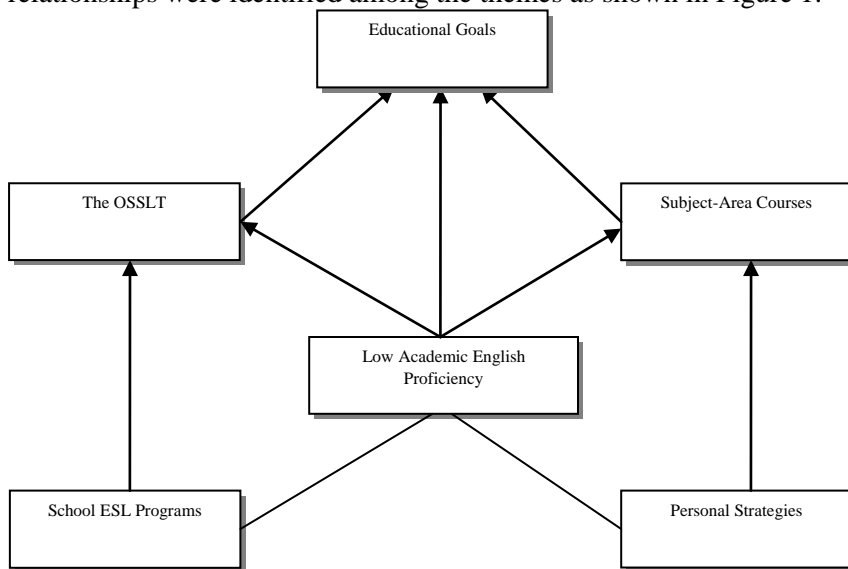 relationships were identified among the themes as shown in Figure 1.
Educational Goals
The OSSLT
Subject-Area Courses
Low Academic English
Proficiency
School ESL Programs
Personal Strategies